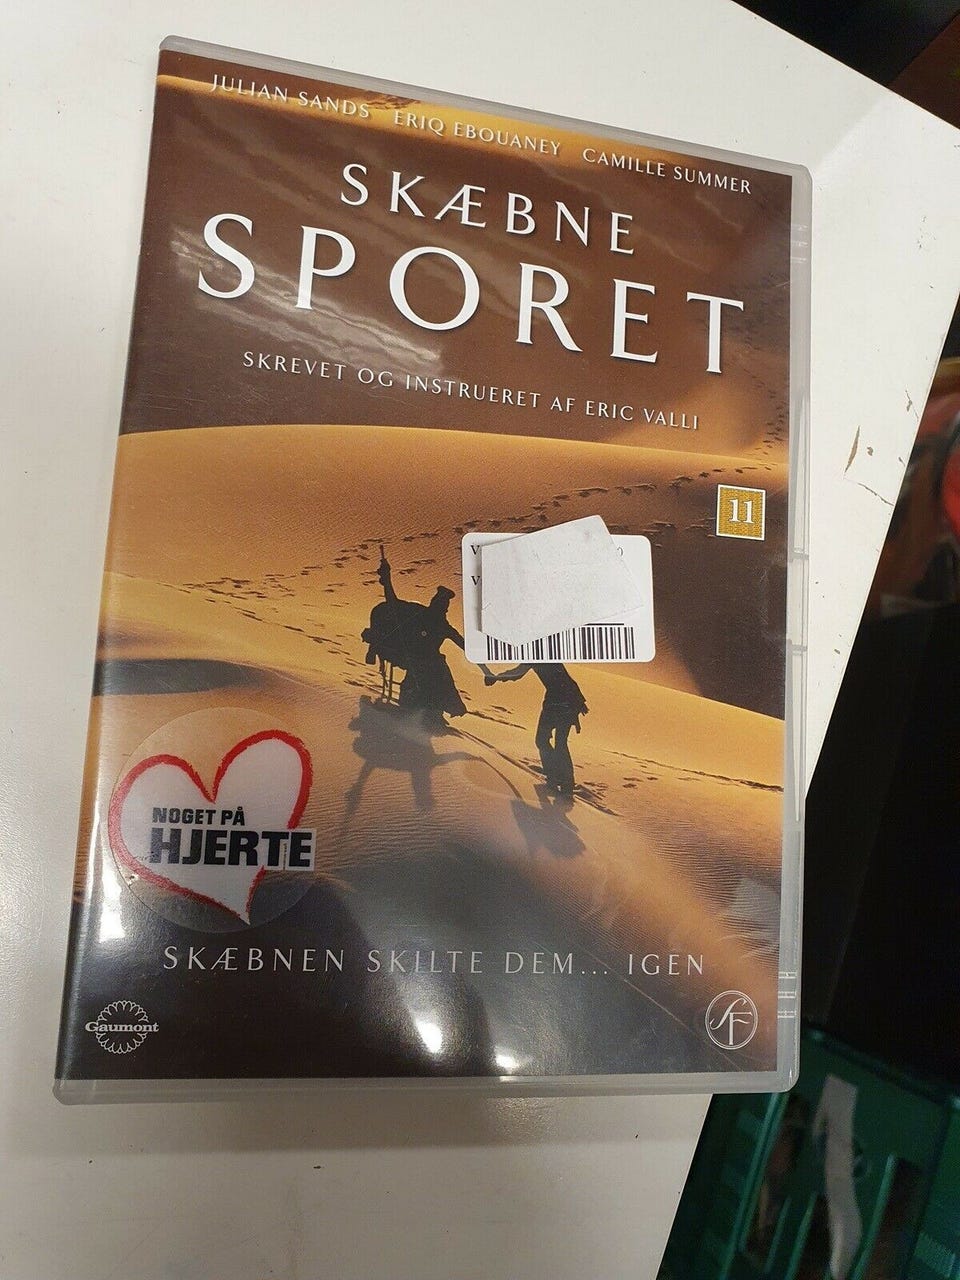 JULIAN SANDS ERIQ EBOUANEY CAMILLE SUMMER
SKÆBNE
SPORET
SKREVET OG INSTRUERET AF ERIC VALLI
11
NOGET PÅ
HJERTE
SKÆBNEN SKILTE DEM... IGEN
Gaumont
SF